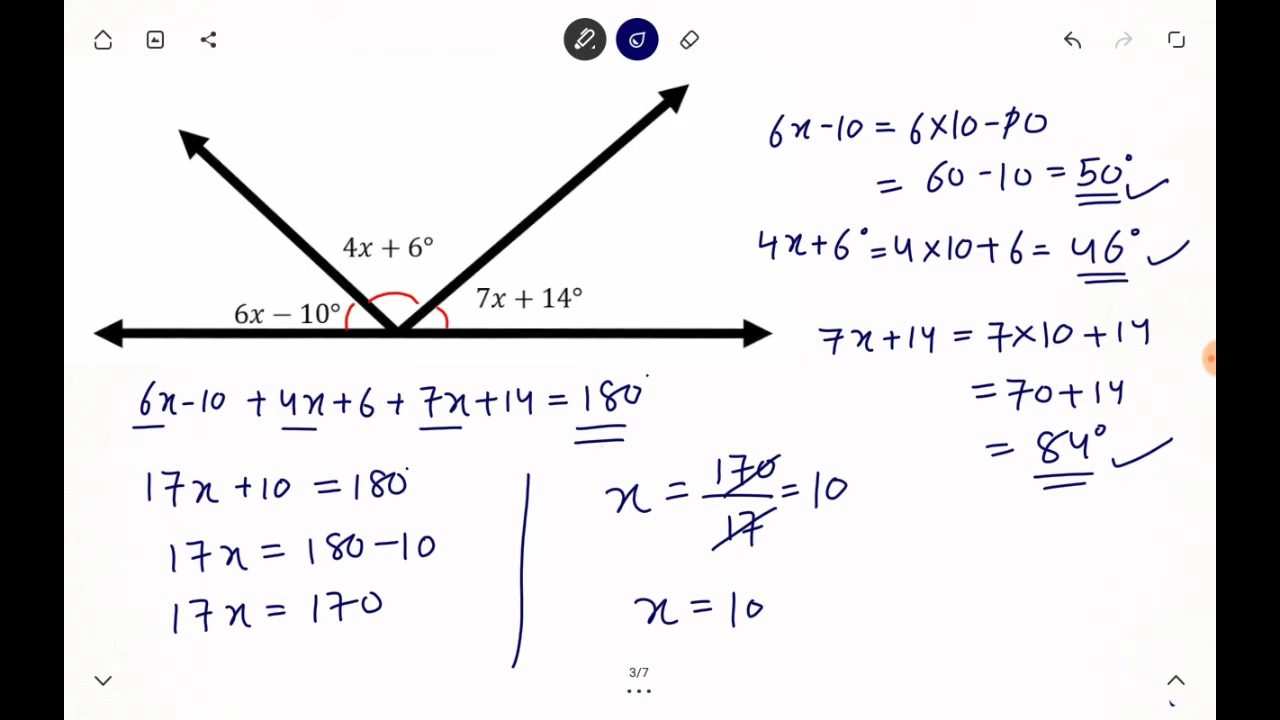 4x + 6°
6x − 10°
7x + 14°
6x-10 + 4x+6 + 7x+14 = 180°
17x +10 = 180°
17x = 180-10
17x = 170
x = 170/17 = 10
x = 10
6x-10 = 6×10-10
= 60 -10 = 50°
4x+6° = 4×10+6 = 46°
7x+14 = 7×10+14
= 70+14
= 84°
3/7